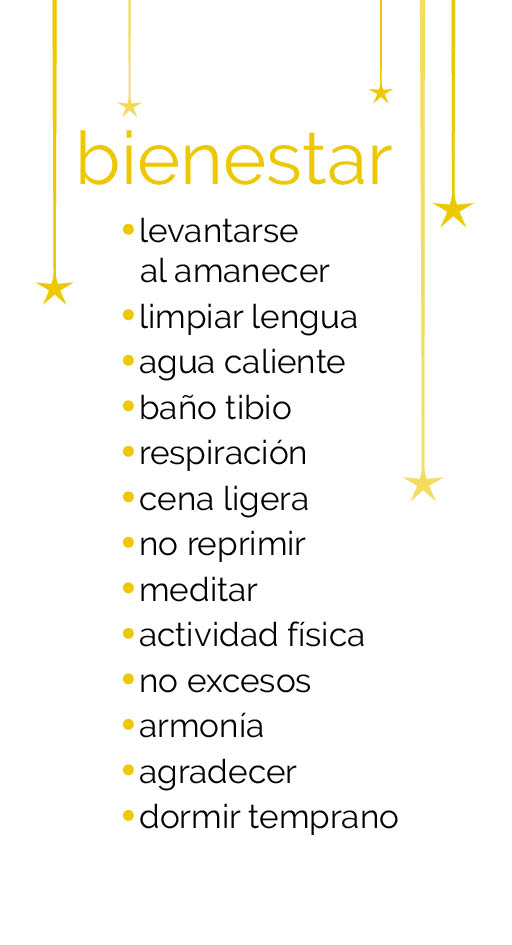 bienestar
•levantarse
al amanecer
•limpiar lengua
•agua caliente
•baño tibio
•respiración
•cena ligera
•no reprimir
•meditar
•actividad física
•no excesos
•armonía
•agradecer
•dormir temprano